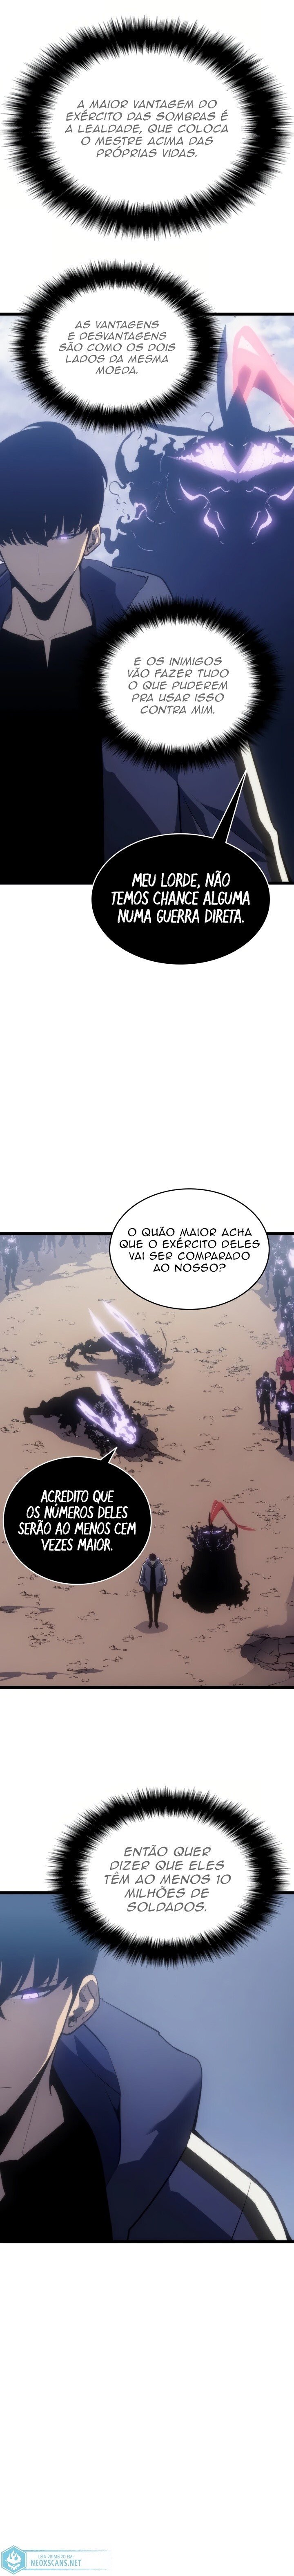 A MAIOR VANTAGEM DO
EXÉRCITO DAS SOMBRAS É
A LEALDADE, QUE COLOCA
O MESTRE ACIMA DAS
PRÓPRIAS VIDAS.
AS VANTAGENS
E DESVANTAGENS
SÃO COMO OS DOIS
LADOS DA MESMA
MOEDA.
E OS INIMIGOS
VÃO FAZER TUDO
O QUE PUDEREM
PRA USAR ISSO
CONTRA MIM.
MEU LORDE, NÃO
TEMOS CHANCE ALGUMA
NUMA GUERRA DIRETA.
O QUÃO MAIOR ACHA
QUE O EXÉRCITO DELES
VAI SER COMPARADO
AO NOSSO?
ACREDITO QUE
OS NÚMEROS DELES
SERÃO AO MENOS CEM
VEZES MAIOR.
ENTÃO QUER
DIZER QUE ELES
TÊM AO MENOS 10
MILHÕES DE
SOLDADOS.
LEIA PRIMEIRO NA
NEOXSCANS.NET